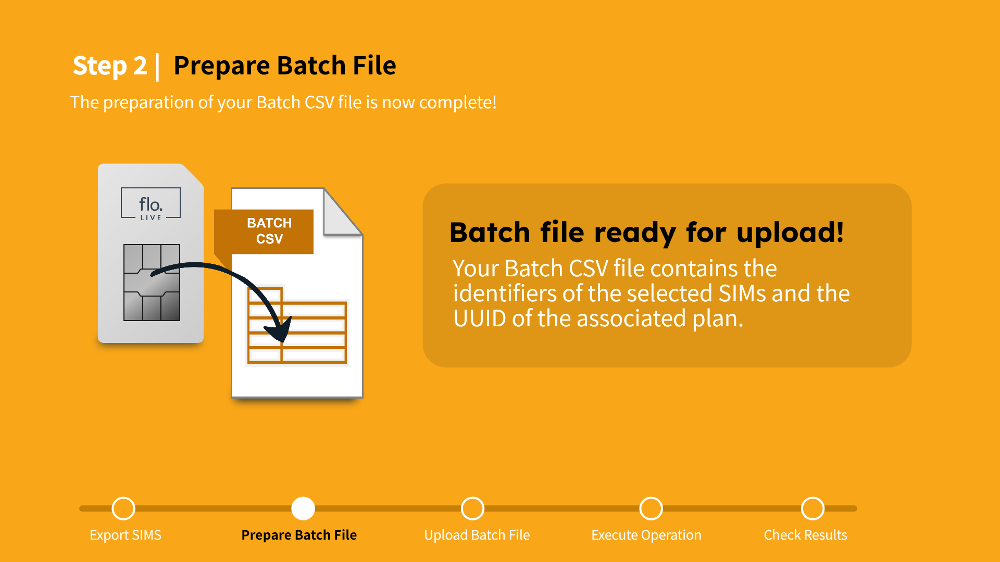 Step 2 | Prepare Batch File
The preparation of your Batch CSV file is now complete!
flo.
LIVE
BATCH
CSV
Batch file ready for upload!
Your Batch CSV file contains the
identifiers of the selected SIMs and the
UUID of the associated plan.
Export SIMS
Prepare Batch File
Upload Batch File
Execute Operation
Check Results